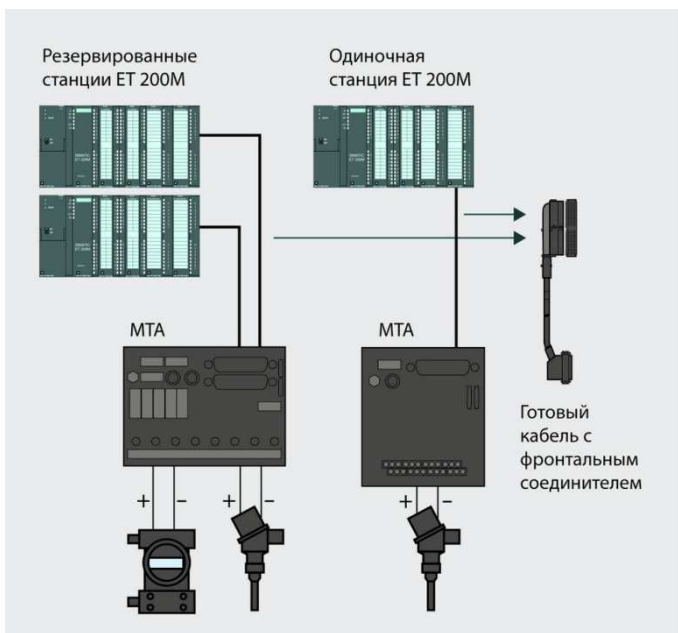 Резервированные
станции ET 200M
Одиночная
станция ET 200M
MTA
MTA
Готовый
кабель с
фронтальным
соединителем
+
−
+
−
+
−